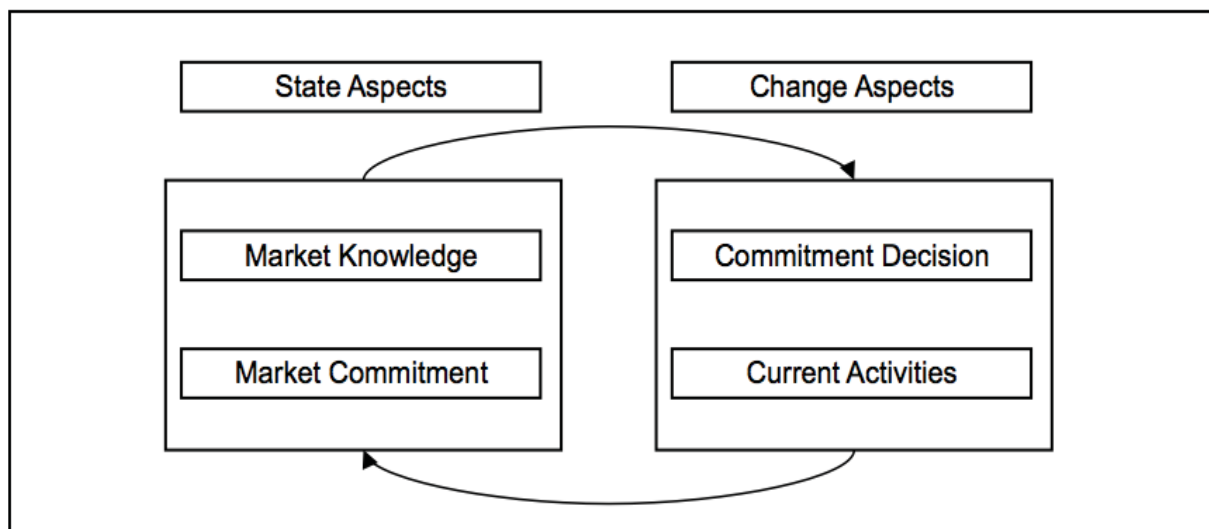 State Aspects
Change Aspects
Market Knowledge
Commitment Decision
Market Commitment
Current Activities